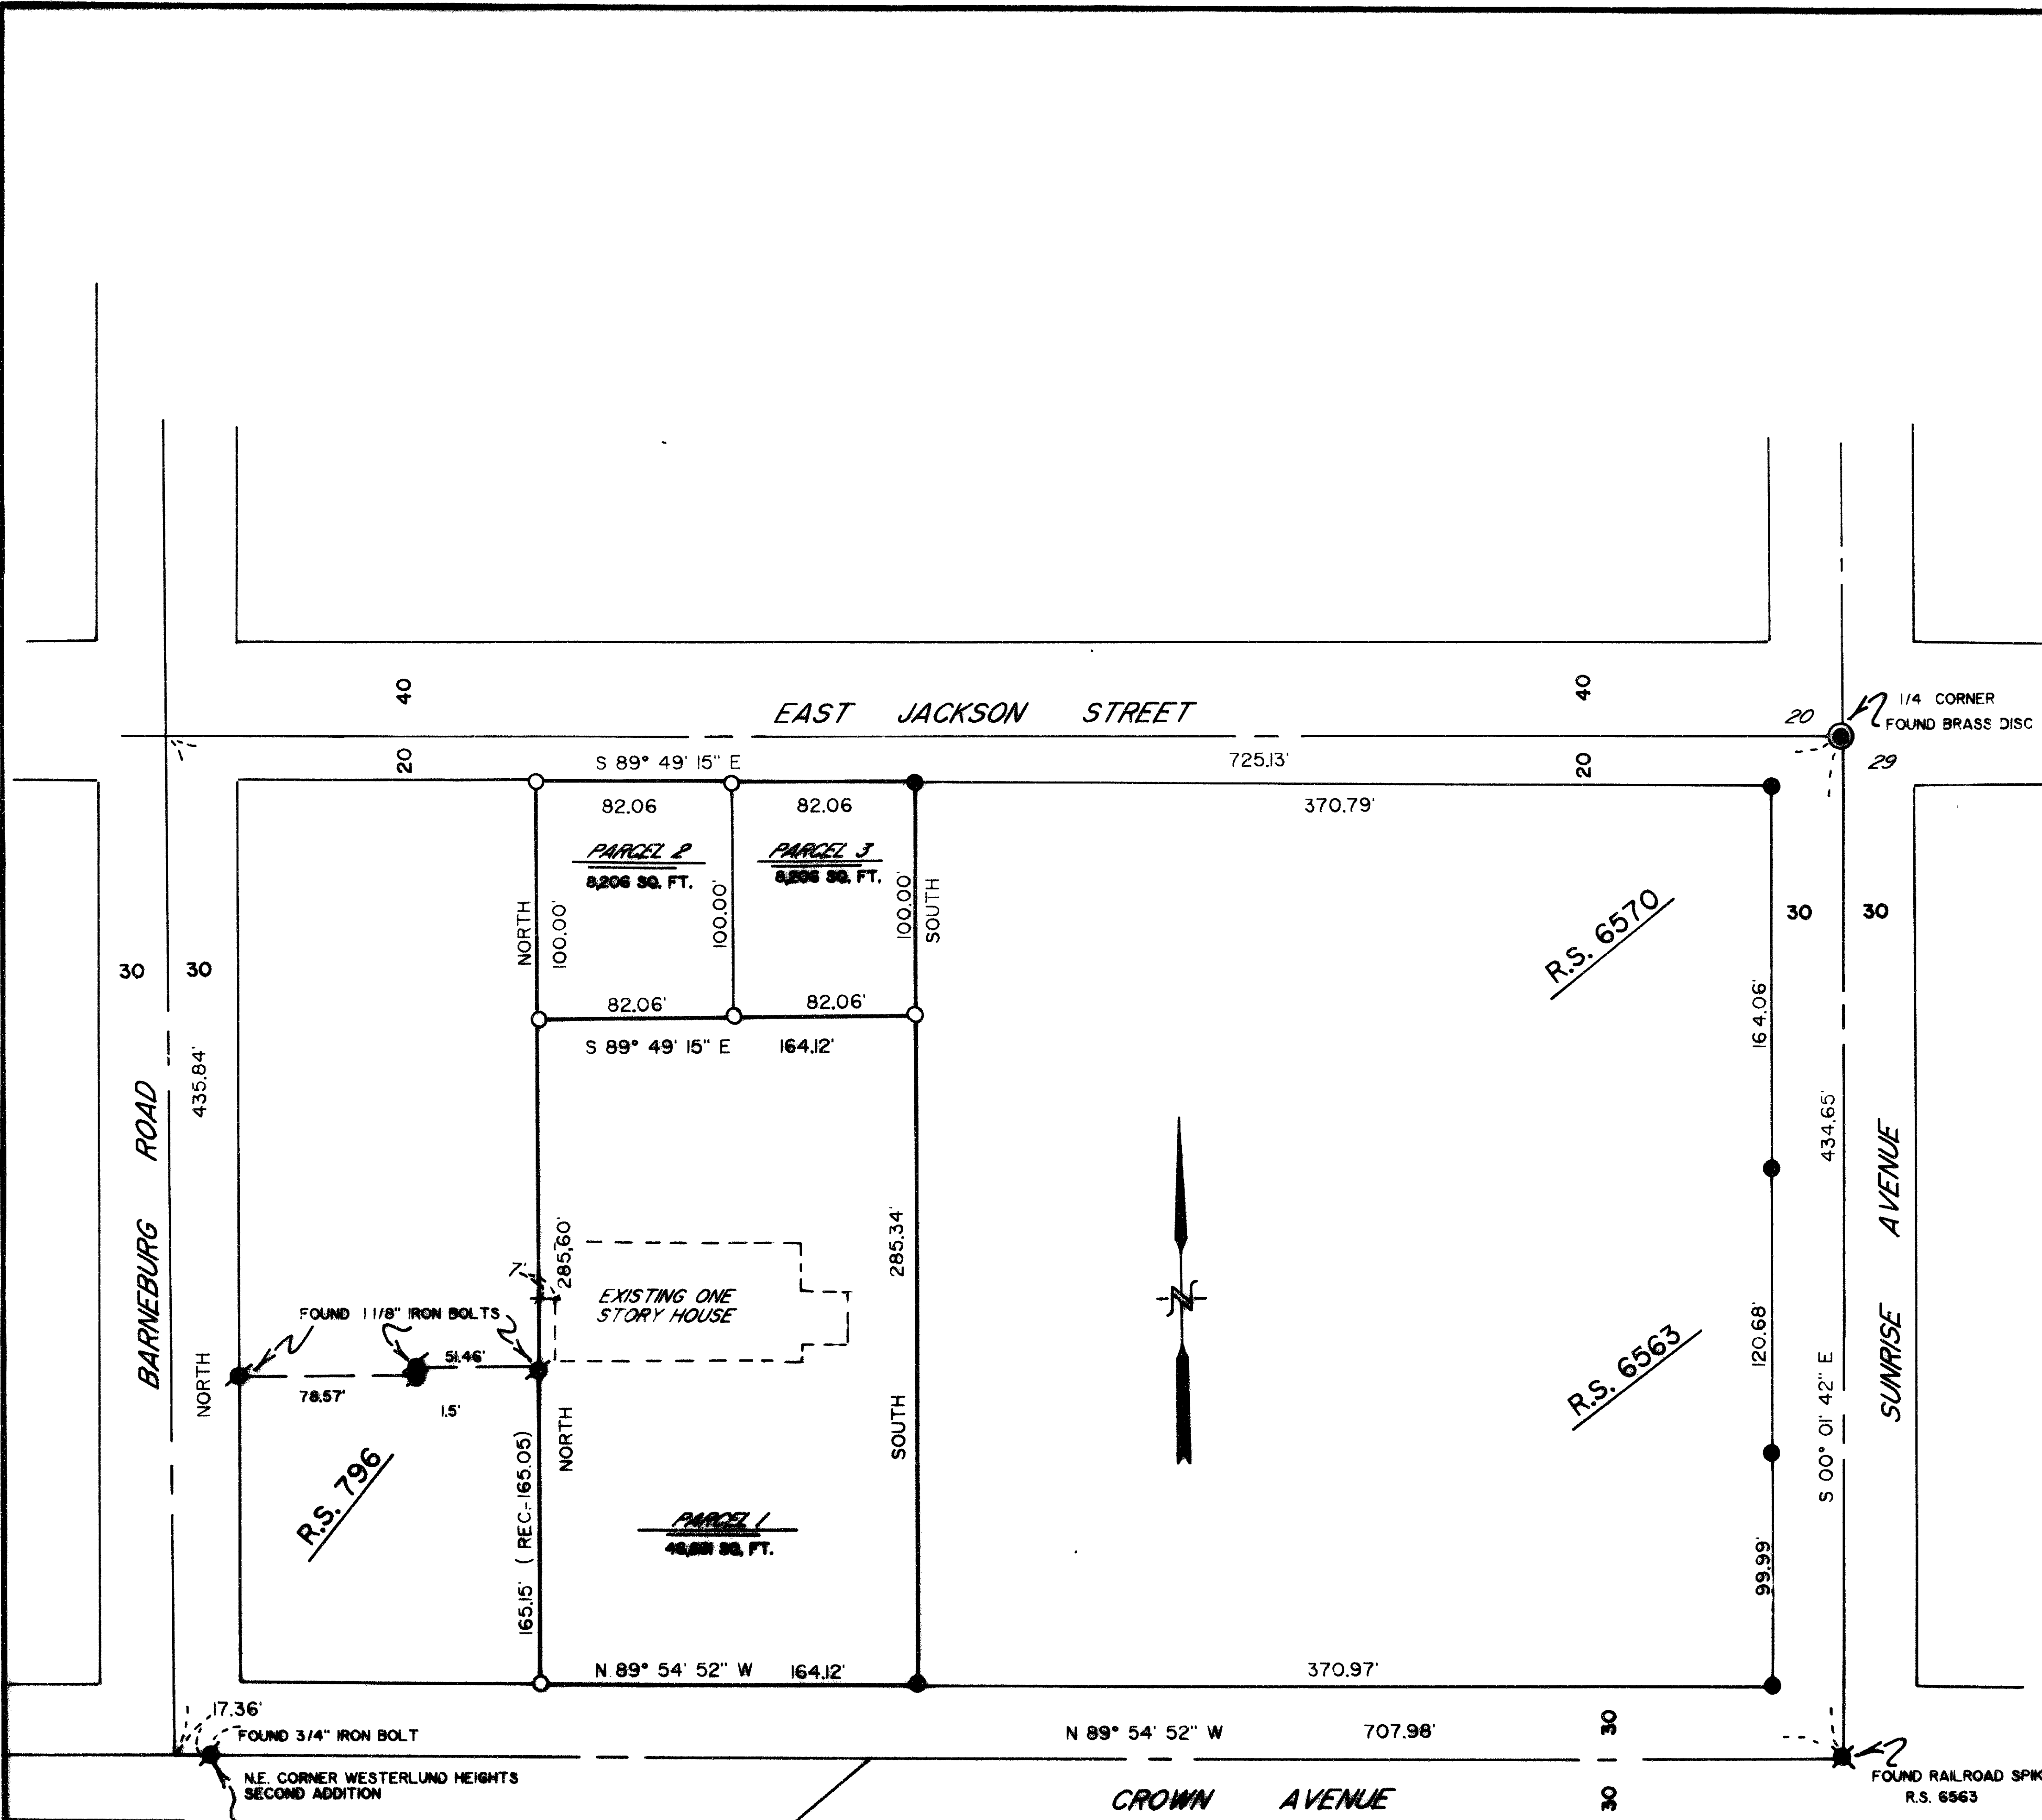 40
40
EAST JACKSON STREET
20
1/4 CORNER
FOUND BRASS DISC
29
20
S 89° 49' 15" E
725.13'
20
82.06
82.06
370.79'
PARCEL 2
8,206 SQ. FT.
PARCEL 3
8,206 SQ. FT.
NORTH
100.00'
100.00'
100.00'
SOUTH
R.S. 6570
30
30
30
30
82.06'
82.06'
S 89° 49' 15" E 164.12'
164.06'
435.84'
BARNEBURG ROAD
NORTH
434.65'
S 00° 01' 42" E
SUNRISE AVENUE
7'
285.60'
285.34'
EXISTING ONE
STORY HOUSE
N
FOUND 1 1/8" IRON BOLTS
51.46'
78.57'
1.5'
120.68'
R.S. 6563
NORTH
SOUTH
R.S. 796
165.15' ( REC.-165.05)
PARCEL 1
SQ. FT.
99.99'
N 89° 54' 52" W 164.12'
370.97'
17.36'
FOUND 3/4" IRON BOLT
N 89° 54' 52" W 707.98'
30
N.E. CORNER WESTERLUND HEIGHTS
SECOND ADDITION
CROWN AVENUE
30
FOUND RAILROAD SPIK
R.S. 6563